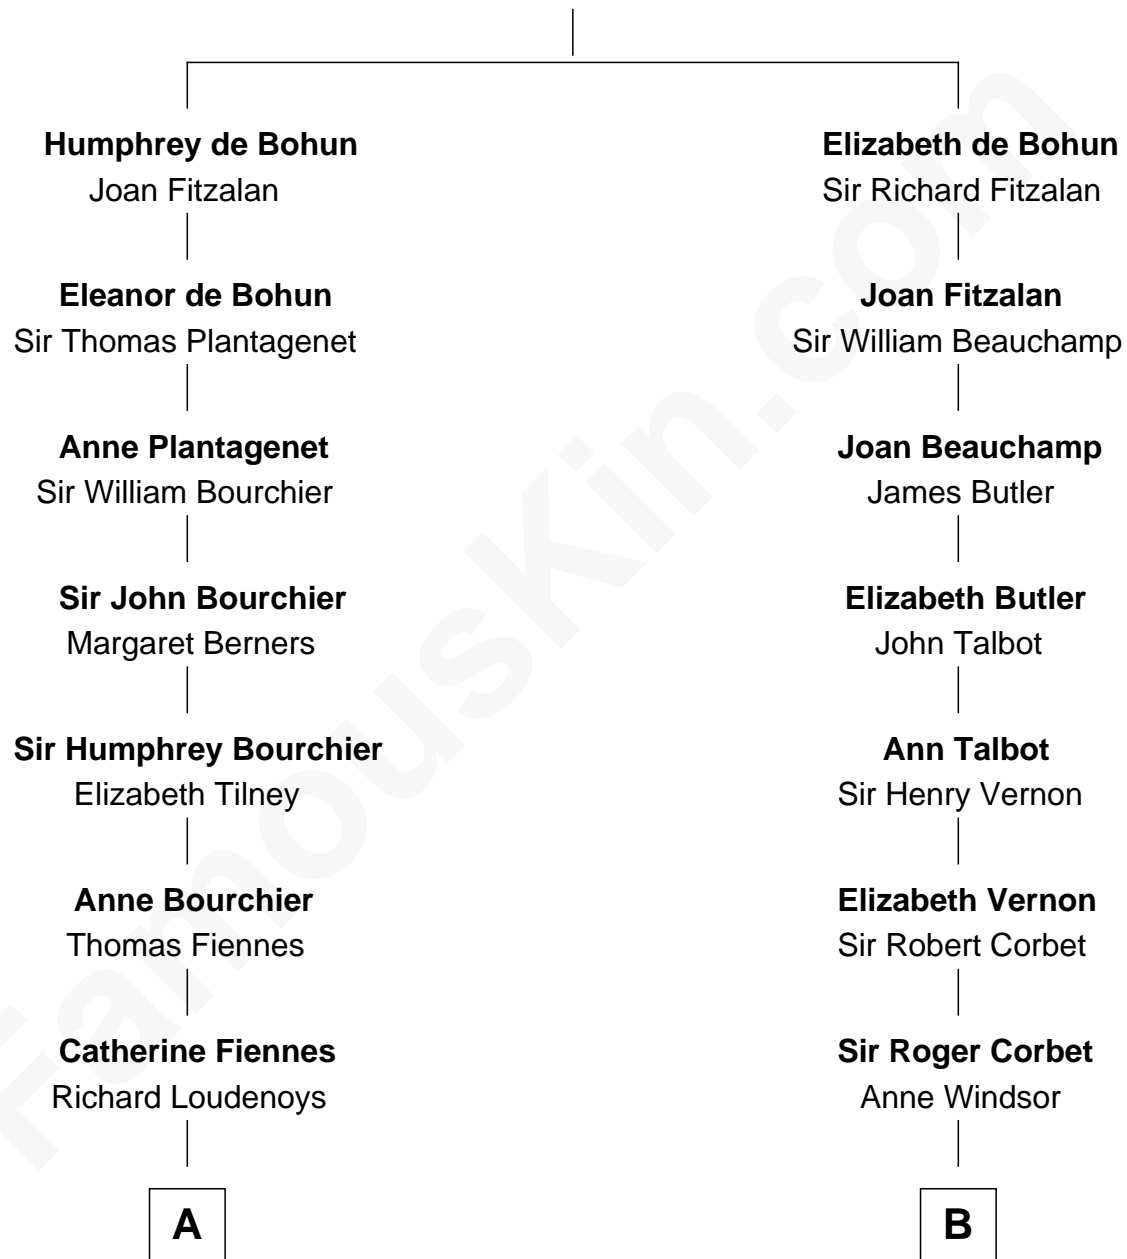 Humphrey de Bohun
Joan Fitzalan
Eleanor de Bohun
Sir Thomas Plantagenet
Anne Plantagenet
Sir William Bourchier
Sir John Bourchier
Margaret Berners
Sir Humphrey Bourchier
Elizabeth Tilney
Anne Bourchier
Thomas Fiennes
Catherine Fiennes
Richard Loudenoys
A
Elizabeth de Bohun
Sir Richard Fitzalan
Joan Fitzalan
Sir William Beauchamp
Joan Beauchamp
James Butler
Elizabeth Butler
John Talbot
Ann Talbot
Sir Henry Vernon
Elizabeth Vernon
Sir Robert Corbet
Sir Roger Corbet
Anne Windsor
B
FamousKin.com